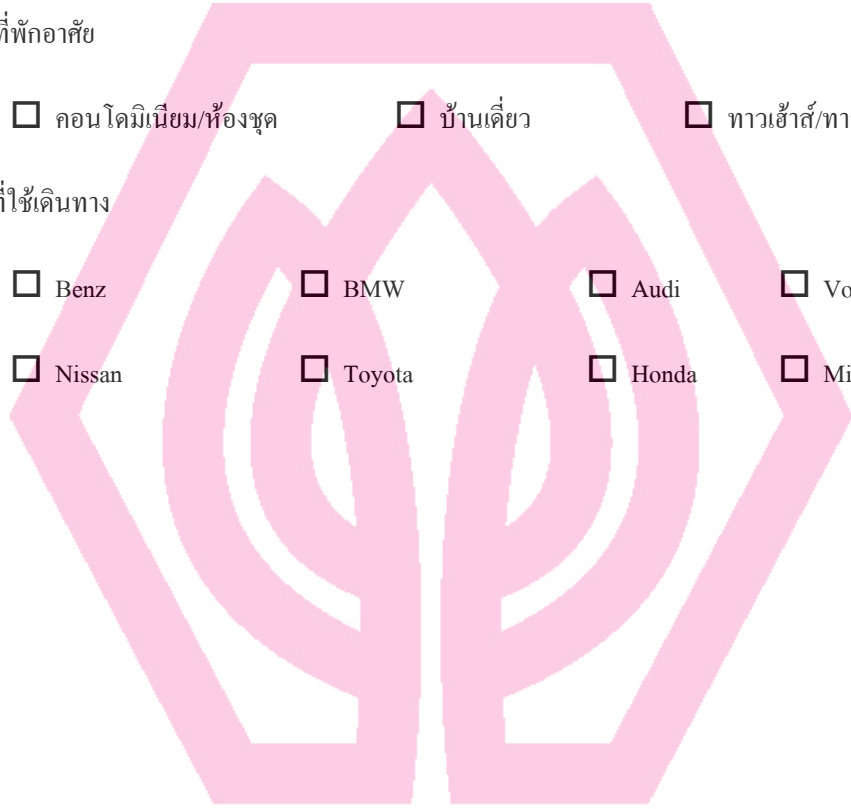 ที่พักอาศัย
☐ คอนโดมิเนียม/ห้องชุด ☐ บ้านเดี่ยว ☐ ทาวเฮ้าส์/ทา
ที่ใช้เดินทาง
☐ Benz ☐ BMW ☐ Audi ☐ Vo
☐ Nissan ☐ Toyota ☐ Honda ☐ Mi